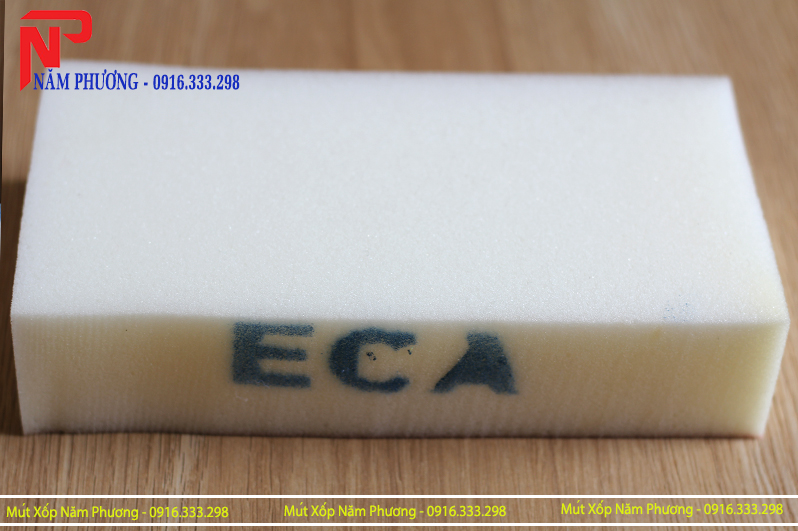 NP
NĂM PHƯƠNG - 0916.333.298
ECA
Mút Xốp Năm Phương - 0916.333.298 Mút Xốp Năm Phương - 0916.333.298 Mút Xốp Năm Phương - 0916.333.298